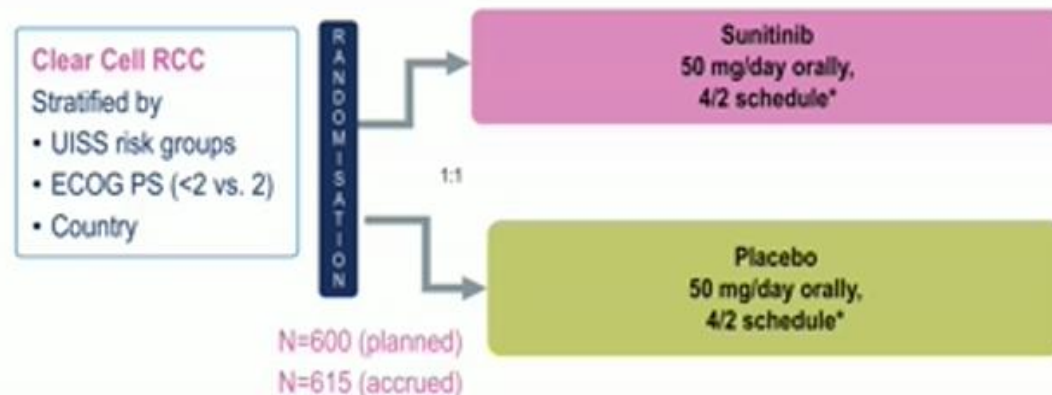 Clear Cell RCC
Stratified by
• UISS risk groups
• ECOG PS (<2 vs. 2)
• Country
RANDOMISATION
Sunitinib
50 mg/day orally,
4/2 schedule*
1:1
Placebo
50 mg/day orally,
4/2 schedule*
N=600 (planned)
N=615 (accrued)